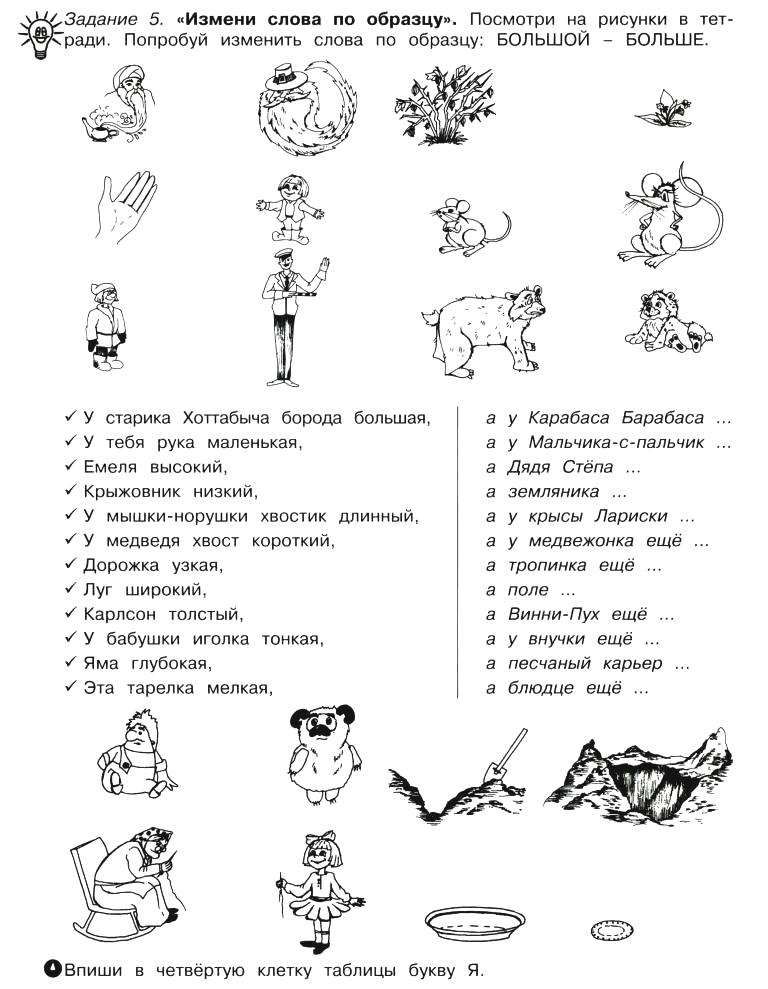 Задание 5. «Измени слова по образцу». Посмотри на рисунки в тет-
ради. Попробуй изменить слова по образцу: БОЛЬШОЙ – БОЛЬШЕ.
✓ У старика Хоттабыча борода большая, а у Карабаса Барабаса ...
✓ У тебя рука маленькая, а у Мальчика-с-пальчик ...
✓ Емеля высокий, а Дядя Стёпа ...
✓ Крыжовник низкий, а земляника ...
✓ У мышки-норушки хвостик длинный, а у крысы Лариски ...
✓ У медведя хвост короткий, а у медвежонка ещё ...
✓ Дорожка узкая, а тропинка ещё ...
✓ Луг широкий, а поле ...
✓ Карлсон толстый, а Винни-Пух ещё ...
✓ У бабушки иголка тонкая, а у внучки ещё ...
✓ Яма глубокая, а песчаный карьер ...
✓ Эта тарелка мелкая, а блюдце ещё ...
Впиши в четвёртую клетку таблицы букву Я.